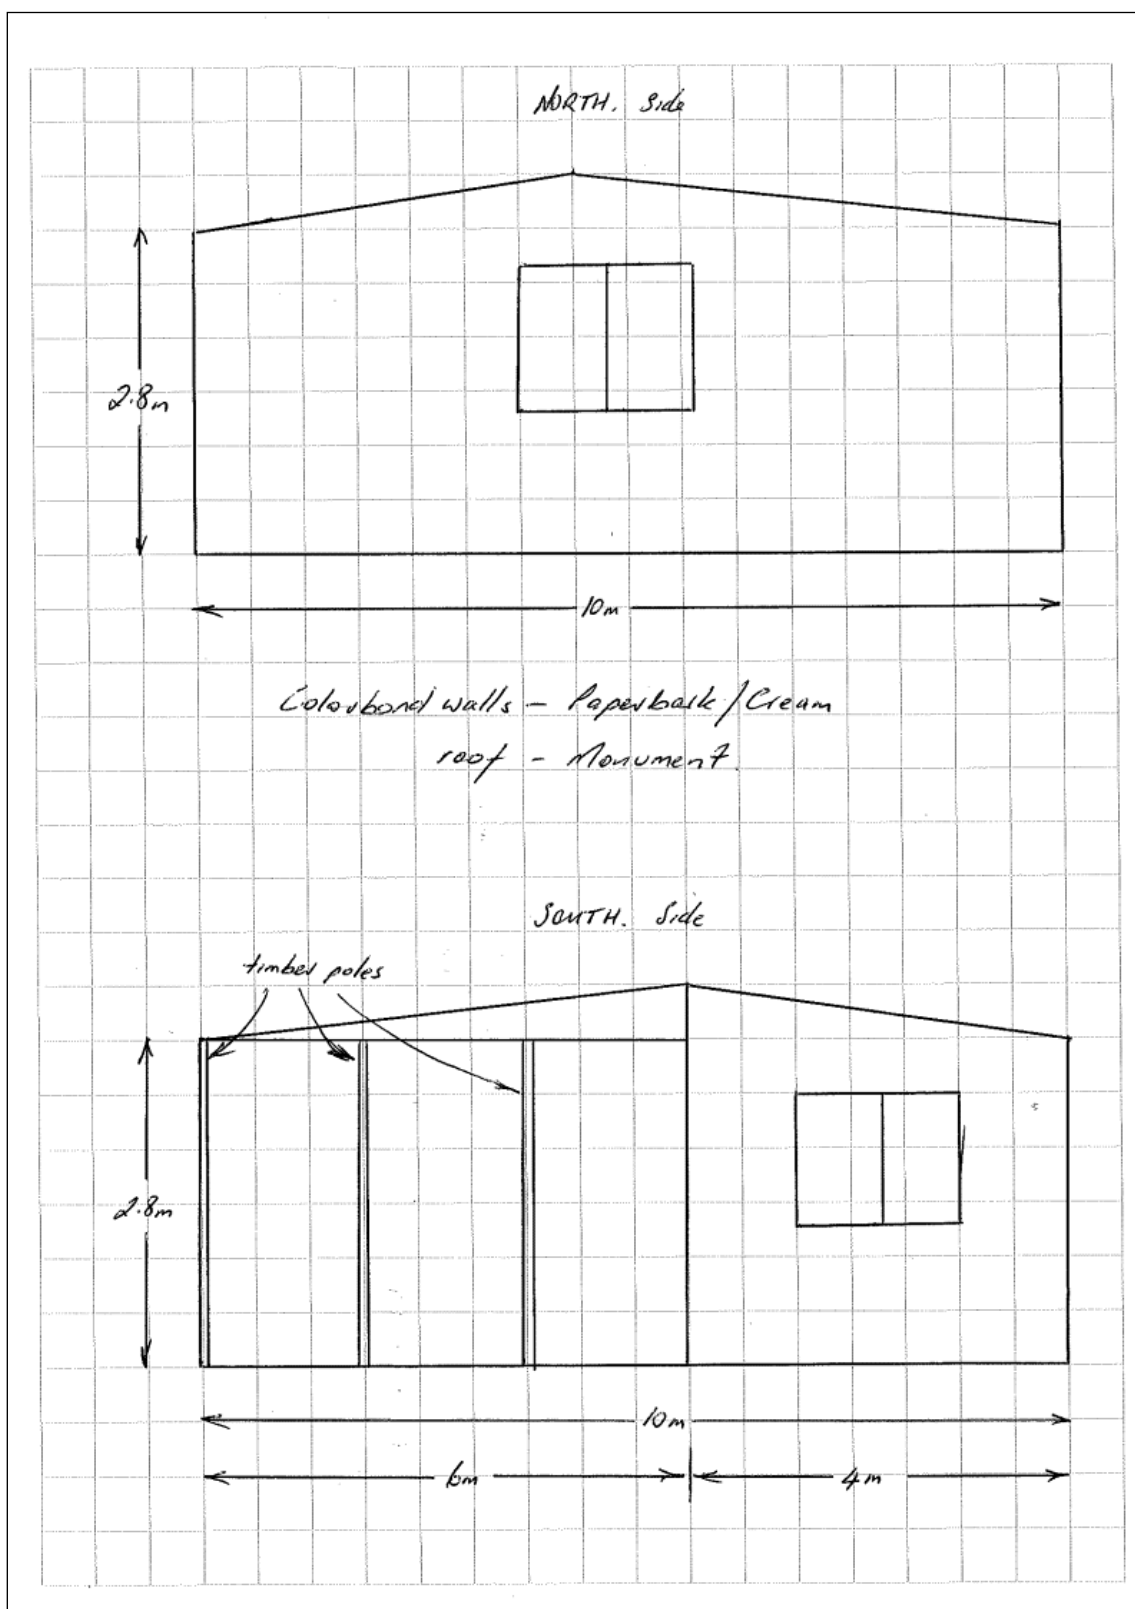 NORTH. Side
2.8m
10m
Colourbond walls - Paperbark/Cream
roof - Monument.
SOUTH. Side
timber poles
2.8m
10m
6m
4m